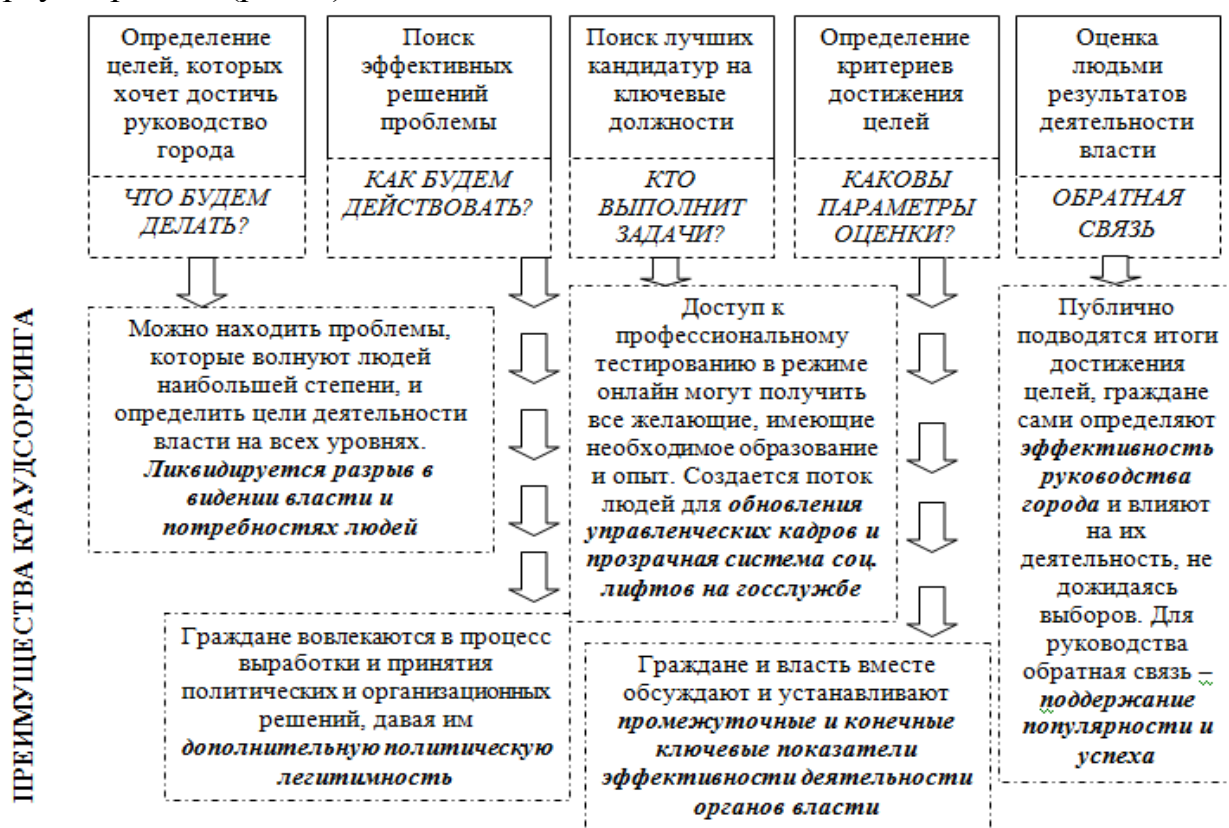 Определение
целей, которых
хочет достичь
руководство
города
ЧТО БУДЕМ
ДЕЛАТЬ?
Поиск
эффективных
решений
проблемы
КАК БУДЕМ
ДЕЙСТВОВАТЬ?
Поиск лучших
кандидатур на
ключевые
должности
КТО
ВЫПОЛНИТ
ЗАДАЧИ?
Определение
критериев
достижения
целей
КАКОВЫ
ПАРАМЕТРЫ
ОЦЕНКИ?
Оценка
людьми
результатов
деятельности
власти
ОБРАТНАЯ
СВЯЗЬ
ПРЕИМУЩЕСТВА КРАУДСОРСИНГА
Можно находить проблемы,
которые волнуют людей
наибольшей степени, и
определить цели деятельности
власти на всех уровнях.
Ликвидируется разрыв в
видении власти и
потребностях людей
Граждане вовлекаются в процесс
выработки и принятия
политических и организационных
решений, давая им
дополнительную политическую
легитимность
Доступ к
профессиональному
тестированию в режиме
онлайн могут получить
все желающие, имеющие
необходимое образование
и опыт. Создается поток
людей для обновления
управленческих кадров и
прозрачная система соц.
лифтов на госслужбе
Граждане и власть вместе
обсуждают и устанавливают
промежуточные и конечные
ключевые показатели
эффективности деятельности
органов власти
Публично
подводятся итоги
достижения
целей, граждане
сами определяют
эффективность
руководства
города и влияют
на их
деятельность, не
дожидаясь
выборов. Для
руководства
обратная связь –
поддержание
популярности и
успеха